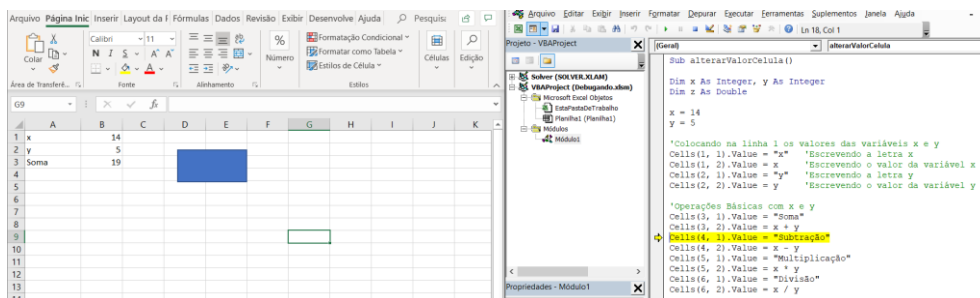 Arquivo Página Inic Inserir Layout da F Fórmulas Dados Revisão Exibir Desenvolve Ajuda Pesquis
Colar
Calibri 11
N I S A^ A˅
A
%
Número
Formatação Condicional
Formatar como Tabela
Estilos de Célula
Células
Edição
Área de Transferê... Fonte Alinhamento Estilos
G9 fx
A B C D E F G H I J K
1 x 14
2 y 5
3 Soma 19
4
5
6
7
8
9
10
11
12
13
Arquivo Editar Exibir Inserir Formatar Depurar Executar Ferramentas Suplementos Janela Ajuda
Ln 18, Col 1
Projeto - VBAProject X
Solver (SOLVER.XLAM)
VBAProject (Debugando.xlsm)
Microsoft Excel Objetos
EstaPastaDeTrabalho
Planilha1 (Planilha1)
Módulos
Módulo1
Propriedades - Módulo1 X
(Geral) alterarValorCelula
Sub alterarValorCelula()
Dim x As Integer, y As Integer
Dim z As Double
x = 14
y = 5
'Colocando na linha 1 os valores das variáveis x e y
Cells(1, 1).Value = "x" 'Escrevendo a letra x
Cells(1, 2).Value = x 'Escrevendo o valor da variável x
Cells(2, 1).Value = "y" 'Escrevendo a letra y
Cells(2, 2).Value = y 'Escrevendo o valor da variável y
'Operações Básicas com x e y
Cells(3, 1).Value = "Soma"
Cells(3, 2).Value = x + y
Cells(4, 1).Value = "Subtração"
Cells(4, 2).Value = x - y
Cells(5, 1).Value = "Multiplicação"
Cells(5, 2).Value = x * y
Cells(6, 1).Value = "Divisão"
Cells(6, 2).Value = x / y